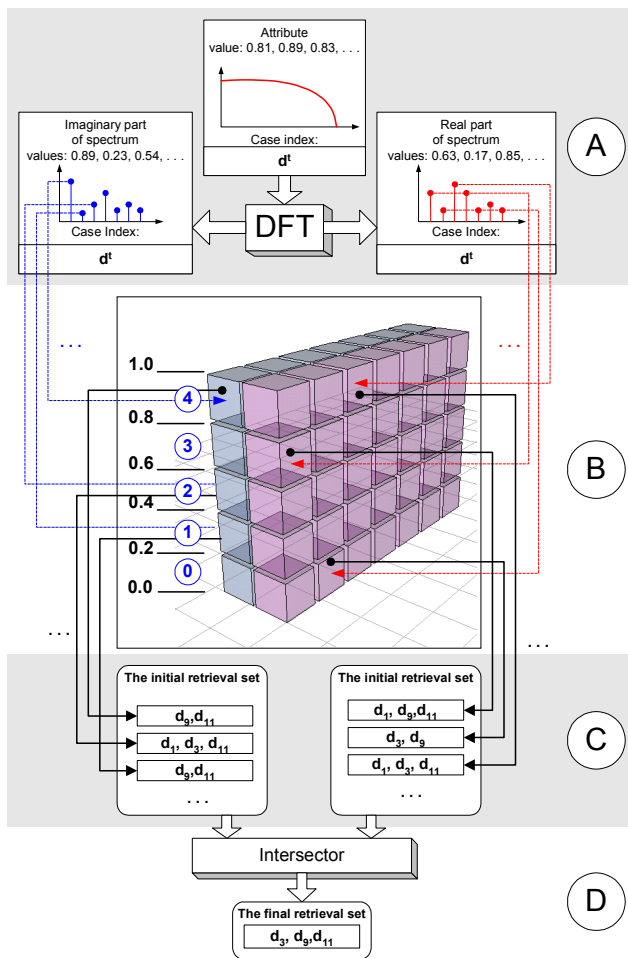 Attribute
value: 0.81, 0.89, 0.83, . . .
Case index:
d^t
A
Imaginary part
of spectrum
values: 0.89, 0.23, 0.54, . . .
Case Index:
d^t
DFT
Real part
of spectrum
values: 0.63, 0.17, 0.85, . . .
Case Index:
d^t
. . .
. . .
1.0
4
0.8
3
0.6
2
0.4
1
0.2
0
0.0
B
. . .
. . .
The initial retrieval set
d9,d11
d1, d3, d11
d9,d11
. . .
The initial retrieval set
d1, d9,d11
d3, d9
d1, d3, d11
. . .
C
Intersector
D
The final retrieval set
d3, d9,d11